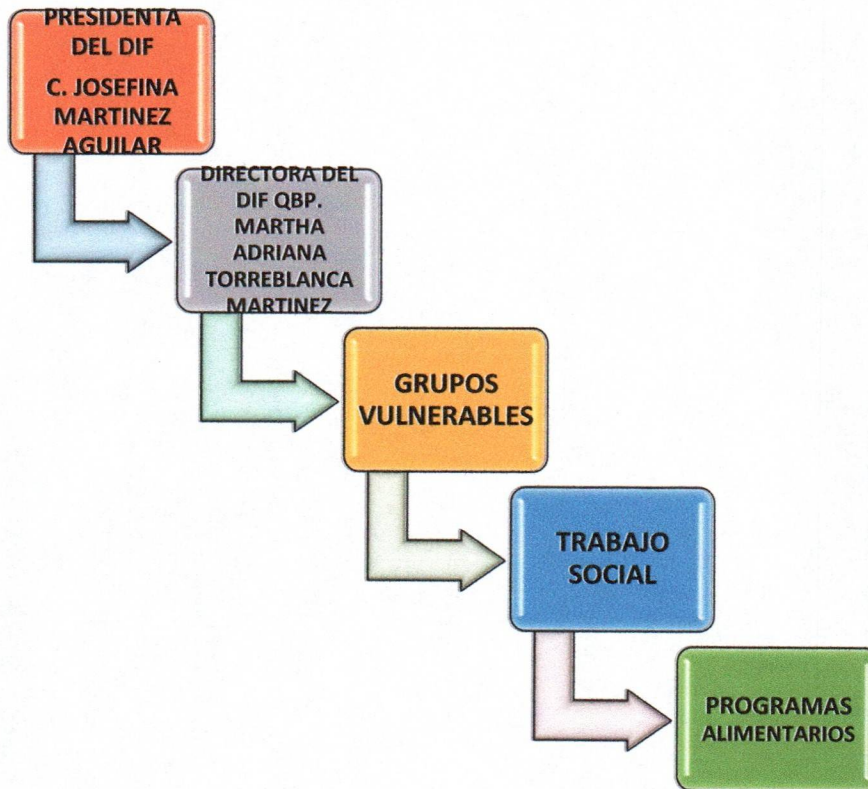 PRESIDENTA
DEL DIF
C. JOSEFINA
MARTINEZ
AGUILAR
DIRECTORA DEL
DIF QBP.
MARTHA
ADRIANA
TORREBLANCA
MARTINEZ
GRUPOS
VULNERABLES
TRABAJO
SOCIAL
PROGRAMAS
ALIMENTARIOS